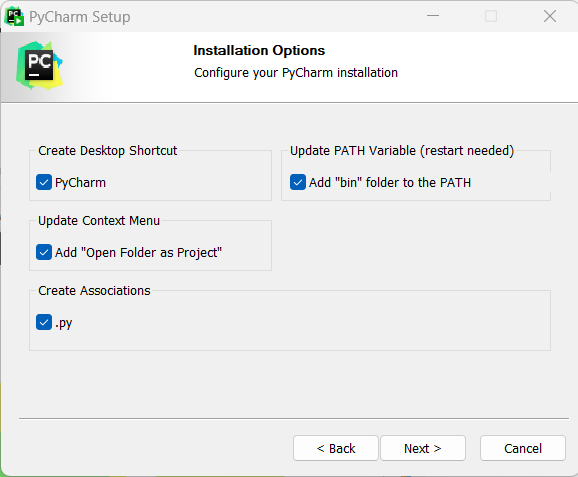 PyCharm Setup
PC
Installation Options
Configure your PyCharm installation
Create Desktop Shortcut
PyCharm
Update PATH Variable (restart needed)
Add "bin" folder to the PATH
Update Context Menu
Add "Open Folder as Project"
Create Associations
.py
< Back
Next >
Cancel